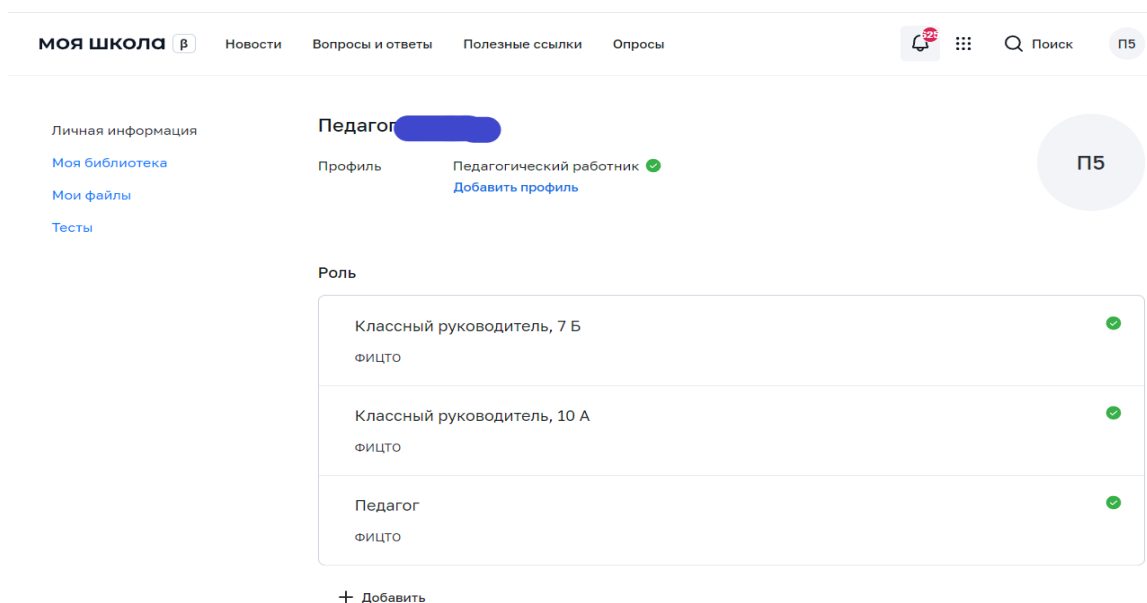 моя школа β Новости Вопросы и ответы Полезные ссылки Опросы Поиск П5
Личная информация
Моя библиотека
Мои файлы
Тесты
Педагог
Профиль Педагогический работник
Добавить профиль
П5
Роль
Классный руководитель, 7 Б
ФИЦТО
Классный руководитель, 10 А
ФИЦТО
Педагог
ФИЦТО
+ Добавить